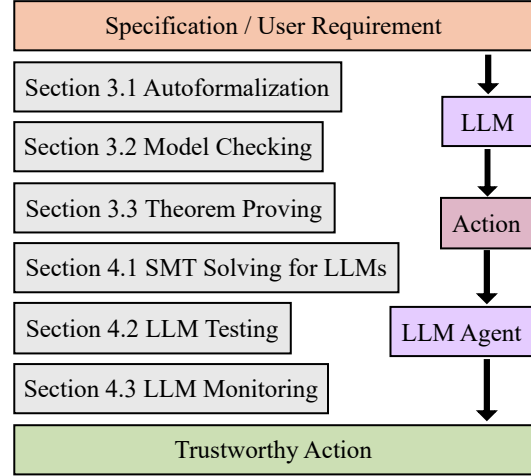 Specification / User Requirement
Section 3.1 Autoformalization
LLM
Section 3.2 Model Checking
Section 3.3 Theorem Proving
Action
Section 4.1 SMT Solving for LLMs
Section 4.2 LLM Testing
LLM Agent
Section 4.3 LLM Monitoring
Trustworthy Action